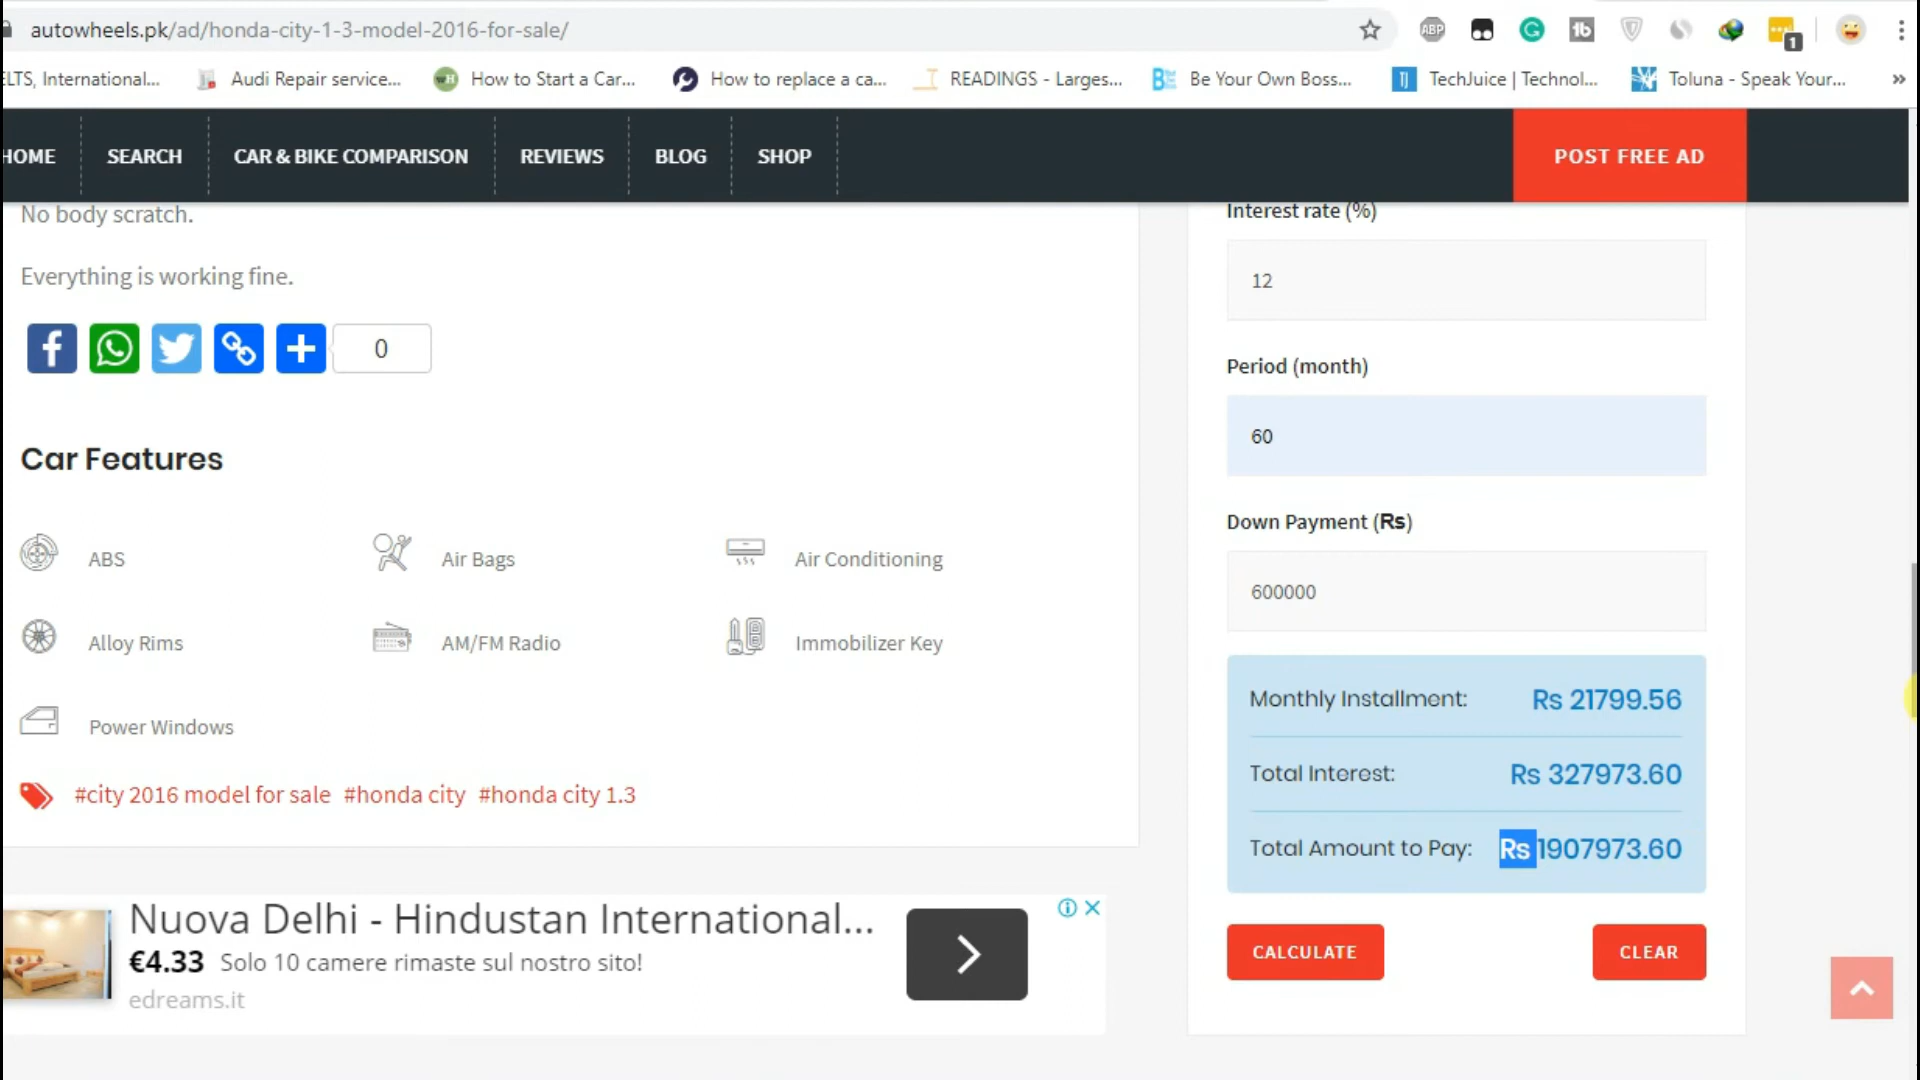 autowheels.pk/ad/honda-city-1-3-model-2016-for-sale/
ABP
1
ELTS, International...
Audi Repair service...
How to Start a Car...
How to replace a ca...
READINGS - Larges...
Be Your Own Boss...
TechJuice | Technol...
Toluna - Speak Your...
»
HOME
SEARCH
CAR & BIKE COMPARISON
REVIEWS
BLOG
SHOP
POST FREE AD
No body scratch.
Everything is working fine.
0
Car Features
ABS
Air Bags
Air Conditioning
Alloy Rims
AM/FM Radio
Immobilizer Key
Power Windows
#city 2016 model for sale #honda city #honda city 1.3
Nuova Delhi - Hindustan International...
€4.33 Solo 10 camere rimaste sul nostro sito!
edreams.it
Interest rate (%)
12
Period (month)
60
Down Payment (Rs)
600000
Monthly Installment: Rs 21799.56
Total Interest: Rs 327973.60
Total Amount to Pay: Rs 1907973.60
CALCULATE
CLEAR